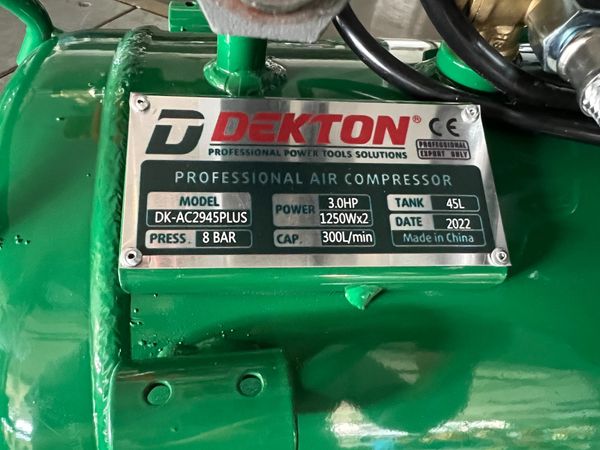 D DEKTON® CE
PROFESSIONAL POWER TOOLS SOLUTIONS
PROFESSIONAL
EXPORT ONLY
PROFESSIONAL AIR COMPRESSOR
MODEL
DK-AC2945PLUS
POWER 3.0HP
1250Wx2
TANK 45L
DATE 2022
PRESS. 8 BAR
CAP. 300L/min
Made in China